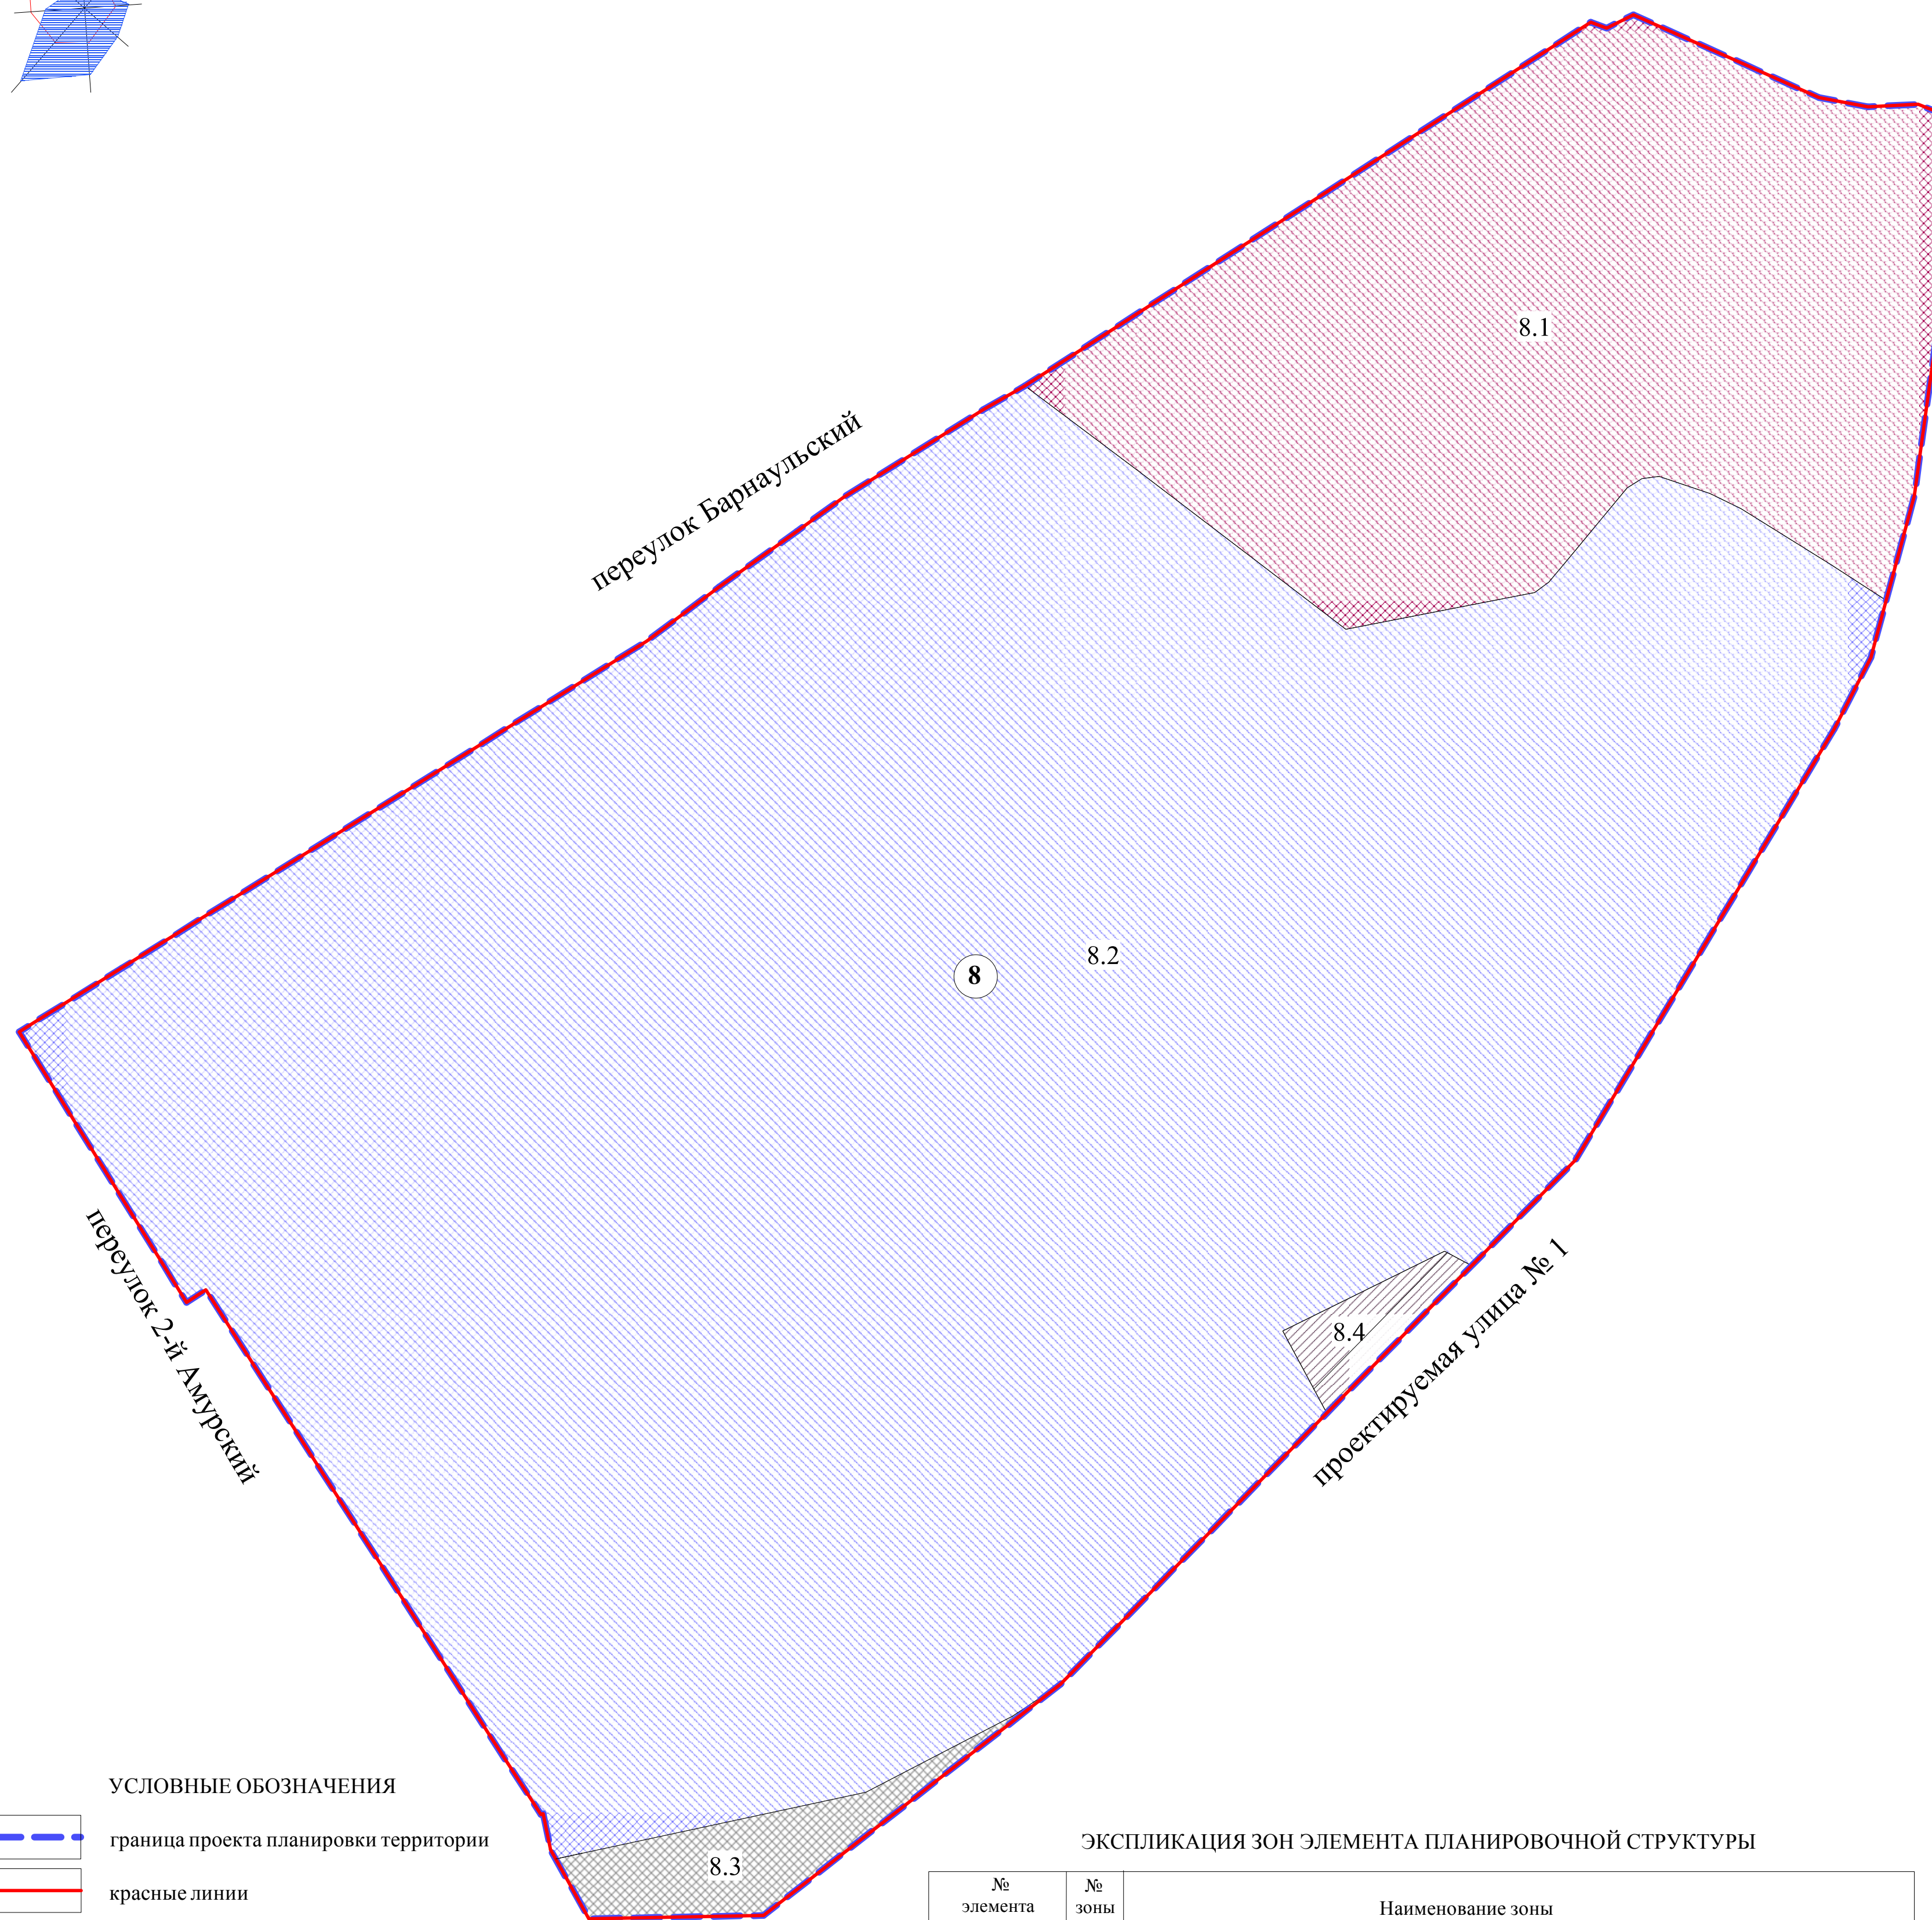 8.1
переулок Барнаульский
8.2
8
переулок 2-й Амурский
8.4
проектируемая улица № 1
УСЛОВНЫЕ ОБОЗНАЧЕНИЯ
граница проекта планировки территории
красные линии
8.3
ЭКСПЛИКАЦИЯ ЗОН ЭЛЕМЕНТА ПЛАНИРОВОЧНОЙ СТРУКТУРЫ
№
элемента
№
зоны
Наименование зоны